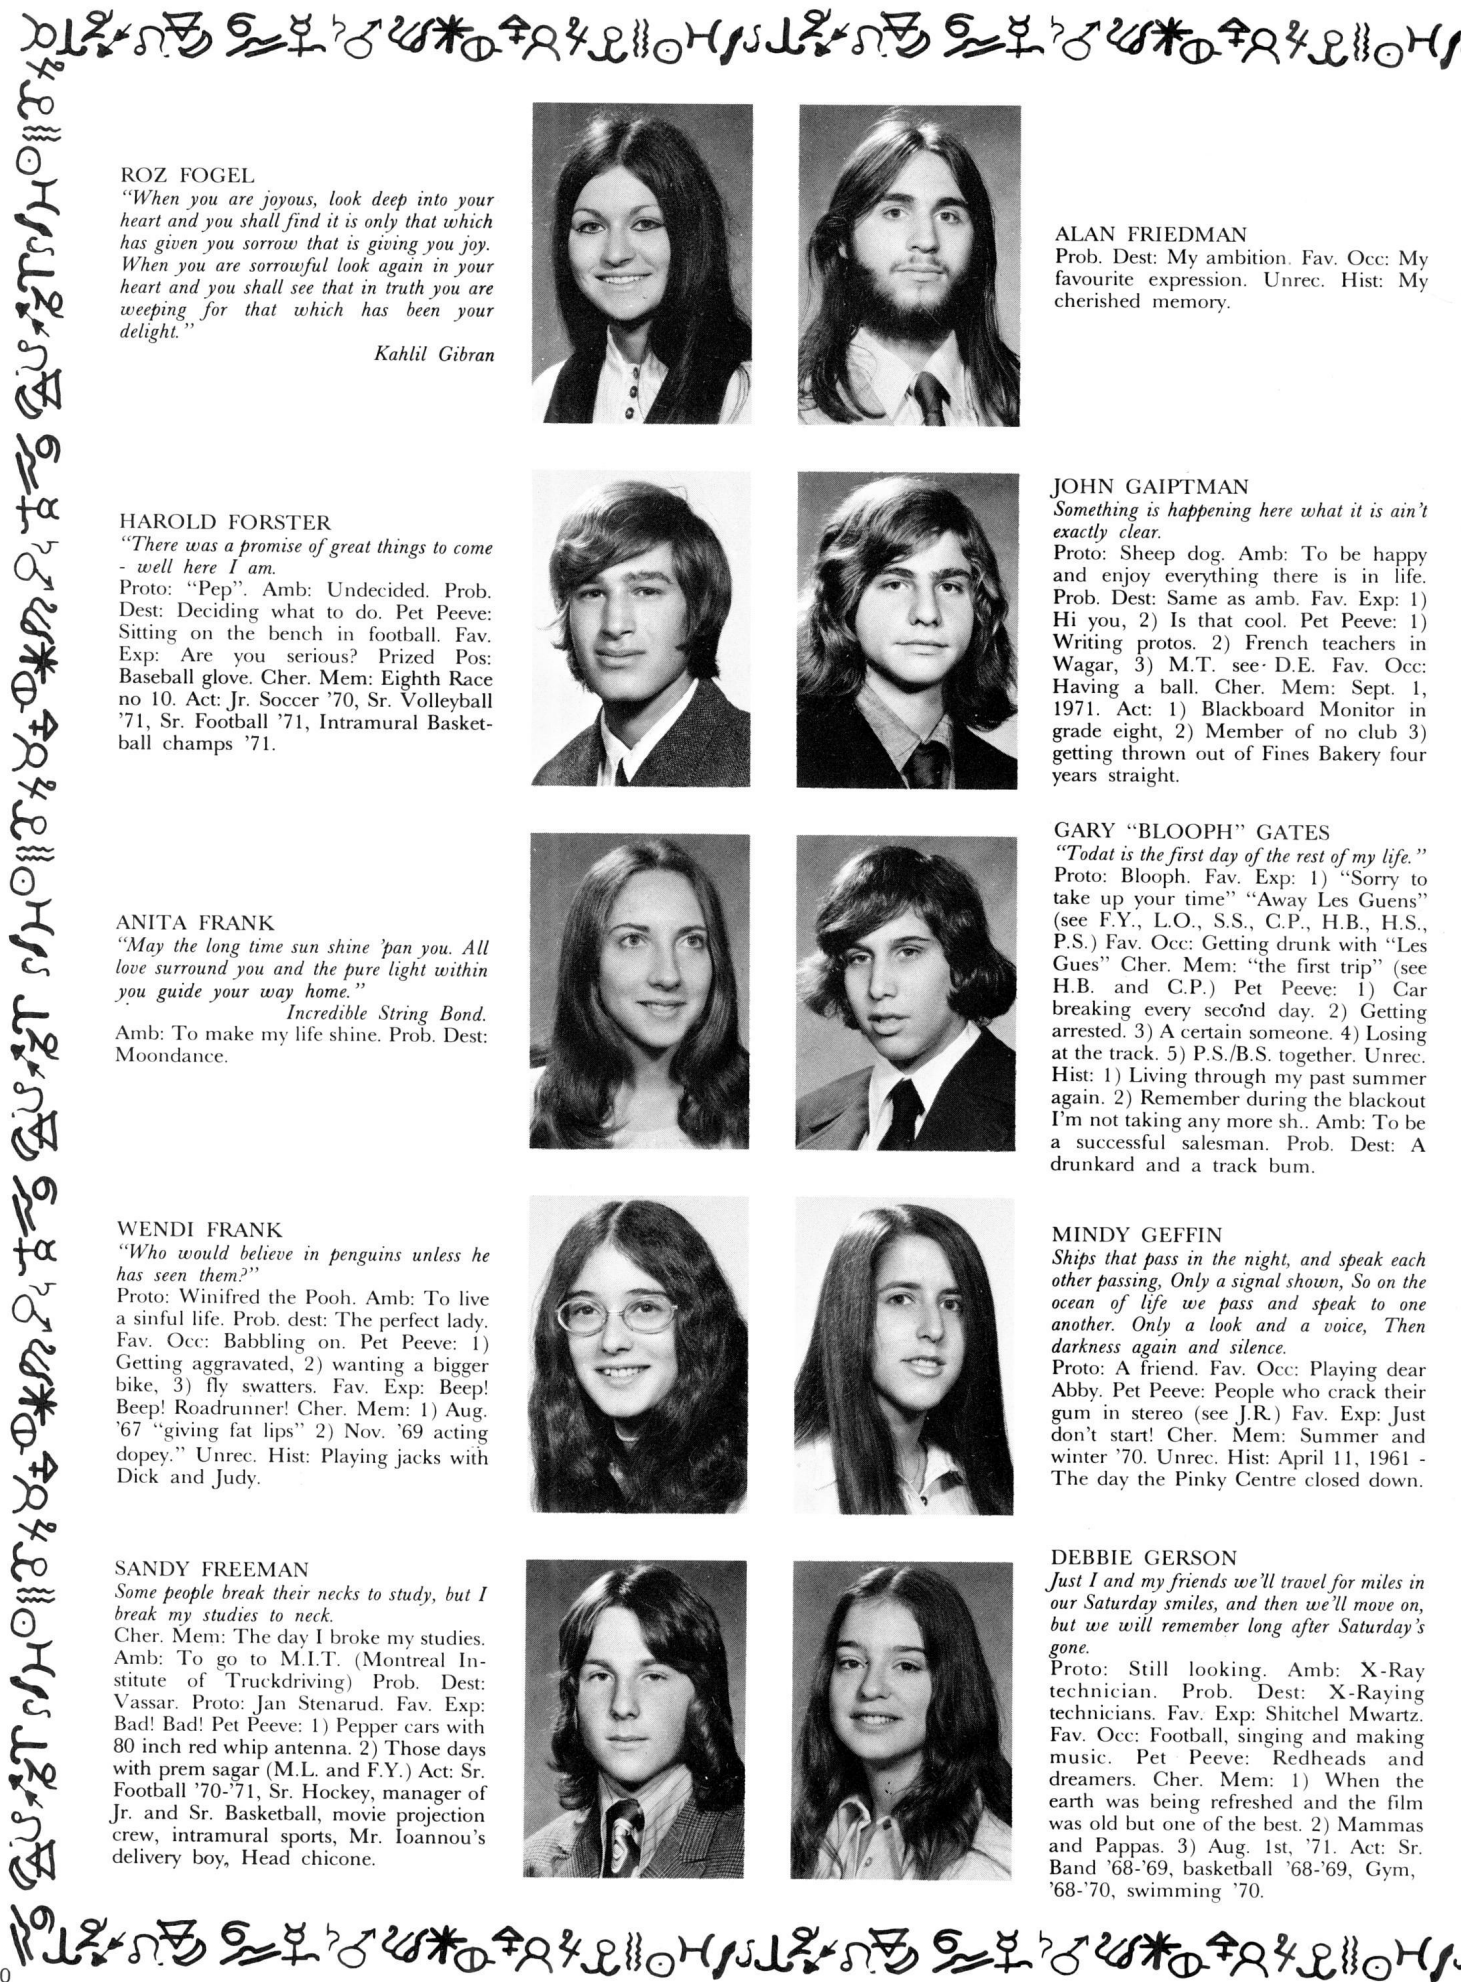 ROZ FOGEL
"When you are joyous, look deep into your
heart and you shall find it is only that which
has given you sorrow that is giving you joy.
When you are sorrowful look again in your
heart and you shall see that in truth you are
weeping for that which has been your
delight."
Kahlil Gibran
HAROLD FORSTER
"There was a promise of great things to come
- well here I am.
Proto: "Pep". Amb: Undecided. Prob.
Dest: Deciding what to do. Pet Peeve:
Sitting on the bench in football. Fav.
Exp: Are you serious? Prized Pos:
Baseball glove. Cher. Mem: Eighth Race
no 10. Act: Jr. Soccer '70, Sr. Volleyball
'71, Sr. Football '71, Intramural Basket-
ball champs '71.
ANITA FRANK
"May the long time sun shine 'pan you. All
love surround you and the pure light within
you guide your way home."
Incredible String Bond.
Amb: To make my life shine. Prob. Dest:
Moondance.
WENDI FRANK
"Who would believe in penguins unless he
has seen them?"
Proto: Winifred the Pooh. Amb: To live
a sinful life. Prob. dest: The perfect lady.
Fav. Occ: Babbling on. Pet Peeve: 1)
Getting aggravated, 2) wanting a bigger
bike, 3) fly swatters. Fav. Exp: Beep!
Beep! Roadrunner! Cher. Mem: 1) Aug.
'67 "giving fat lips" 2) Nov. '69 acting
dopey." Unrec. Hist: Playing jacks with
Dick and Judy.
SANDY FREEMAN
Some people break their necks to study, but I
break my studies to neck.
Cher. Mem: The day I broke my studies.
Amb: To go to M.I.T. (Montreal In-
stitute of Truckdriving) Prob. Dest:
Vassar. Proto: Jan Stenarud. Fav. Exp:
Bad! Bad! Pet Peeve: 1) Pepper cars with
80 inch red whip antenna. 2) Those days
with prem sagar (M.L. and F.Y.) Act: Sr.
Football '70-'71, Sr. Hockey, manager of
Jr. and Sr. Basketball, movie projection
crew, intramural sports, Mr. Ioannou's
delivery boy, Head chicone.
ALAN FRIEDMAN
Prob. Dest: My ambition. Fav. Occ: My
favourite expression. Unrec. Hist: My
cherished memory.
JOHN GAIPTMAN
Something is happening here what it is ain't
exactly clear.
Proto: Sheep dog. Amb: To be happy
and enjoy everything there is in life.
Prob. Dest: Same as amb. Fav. Exp: 1)
Hi you, 2) Is that cool. Pet Peeve: 1)
Writing protos. 2) French teachers in
Wagar, 3) M.T. see D.E. Fav. Occ:
Having a ball. Cher. Mem: Sept. 1,
1971. Act: 1) Blackboard Monitor in
grade eight, 2) Member of no club 3)
getting thrown out of Fines Bakery four
years straight.
GARY "BLOOPH" GATES
"Todat is the first day of the rest of my life."
Proto: Blooph. Fav. Exp: 1) "Sorry to
take up your time" "Away Les Guens"
(see F.Y., L.O., S.S., C.P., H.B., H.S.,
P.S.) Fav. Occ: Getting drunk with "Les
Gues" Cher. Mem: "the first trip" (see
H.B. and C.P.) Pet Peeve: 1) Car
breaking every second day. 2) Getting
arrested. 3) A certain someone. 4) Losing
at the track. 5) P.S./B.S. together. Unrec.
Hist: 1) Living through my past summer
again. 2) Remember during the blackout
I'm not taking any more sh.. Amb: To be
a successful salesman. Prob. Dest: A
drunkard and a track bum.
MINDY GEFFIN
Ships that pass in the night, and speak each
other passing, Only a signal shown, So on the
ocean of life we pass and speak to one
another. Only a look and a voice, Then
darkness again and silence.
Proto: A friend. Fav. Occ: Playing dear
Abby. Pet Peeve: People who crack their
gum in stereo (see J.R.) Fav. Exp: Just
don't start! Cher. Mem: Summer and
winter '70. Unrec. Hist: April 11, 1961 -
The day the Pinky Centre closed down.
DEBBIE GERSON
Just I and my friends we'll travel for miles in
our Saturday smiles, and then we'll move on,
but we will remember long after Saturday's
gone.
Proto: Still looking. Amb: X-Ray
technician. Prob. Dest: X-Raying
technicians. Fav. Exp: Shitchel Mwartz.
Fav. Occ: Football, singing and making
music. Pet Peeve: Redheads and
dreamers. Cher. Mem: 1) When the
earth was being refreshed and the film
was old but one of the best. 2) Mammas
and Pappas. 3) Aug. 1st, '71. Act: Sr.
Band '68-'69, basketball '68-'69, Gym,
'68-'70, swimming '70.